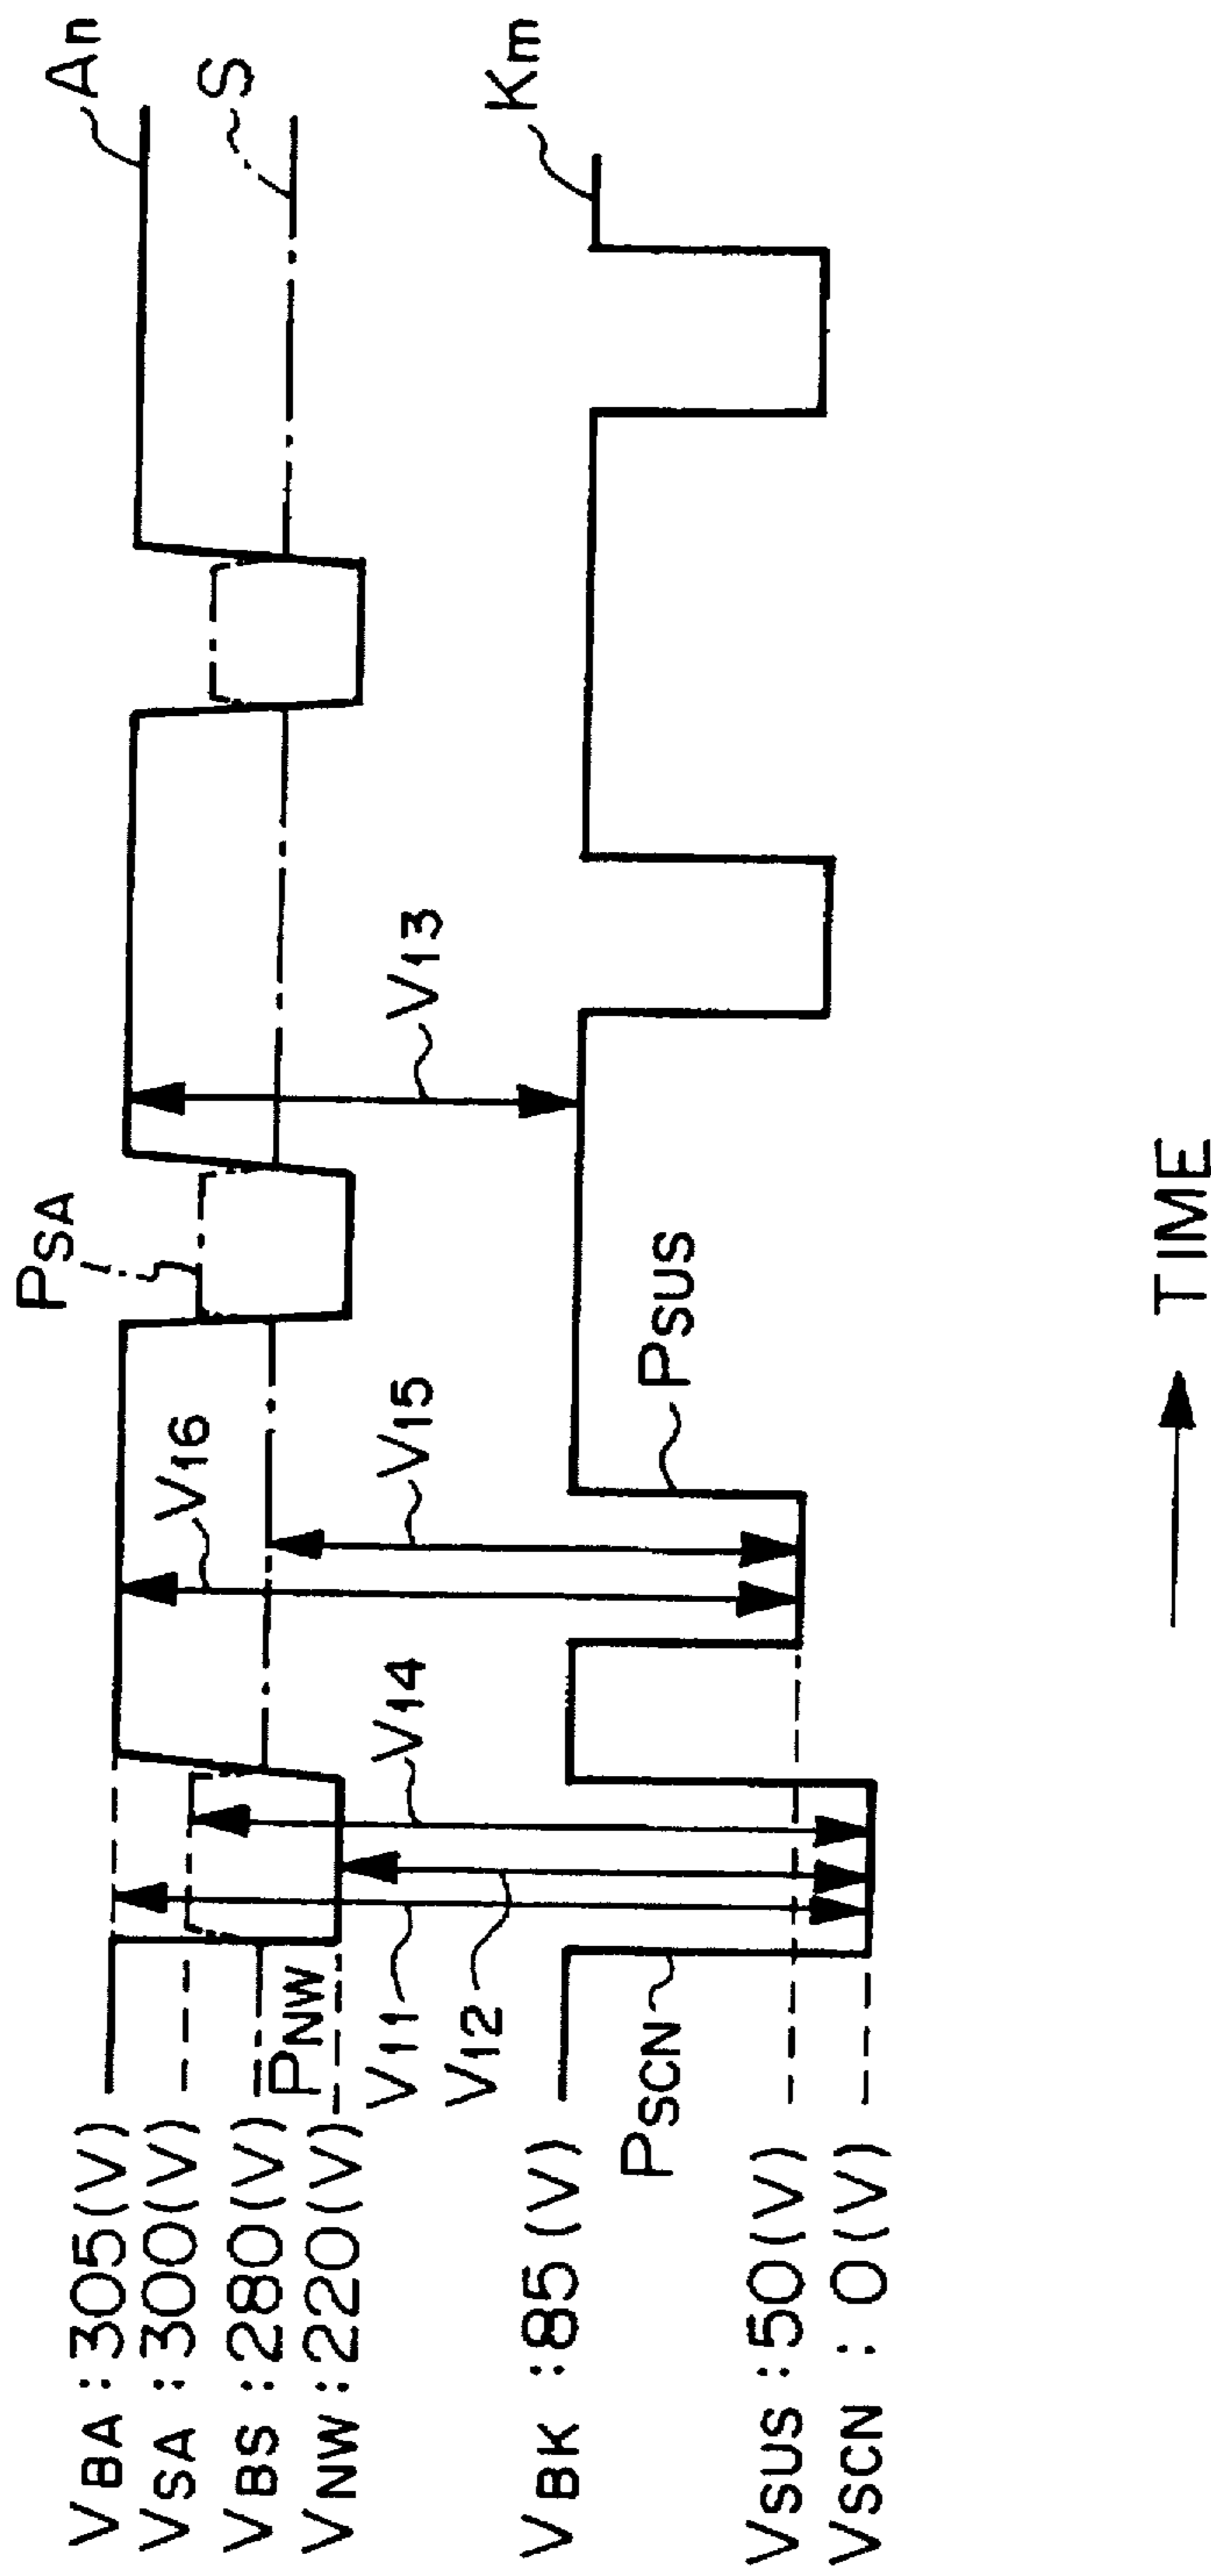 An
S
Km
PSA
V16
V15
V13
V14
PSUS
VBA : 305(V)
VSA : 300(V)
VBS : 280(V)
PNW
VNW : 220(V)
V11
V12
VBK : 85(V)
PSCN
VSUS : 50(V)
VSCN : 0(V)
TIME